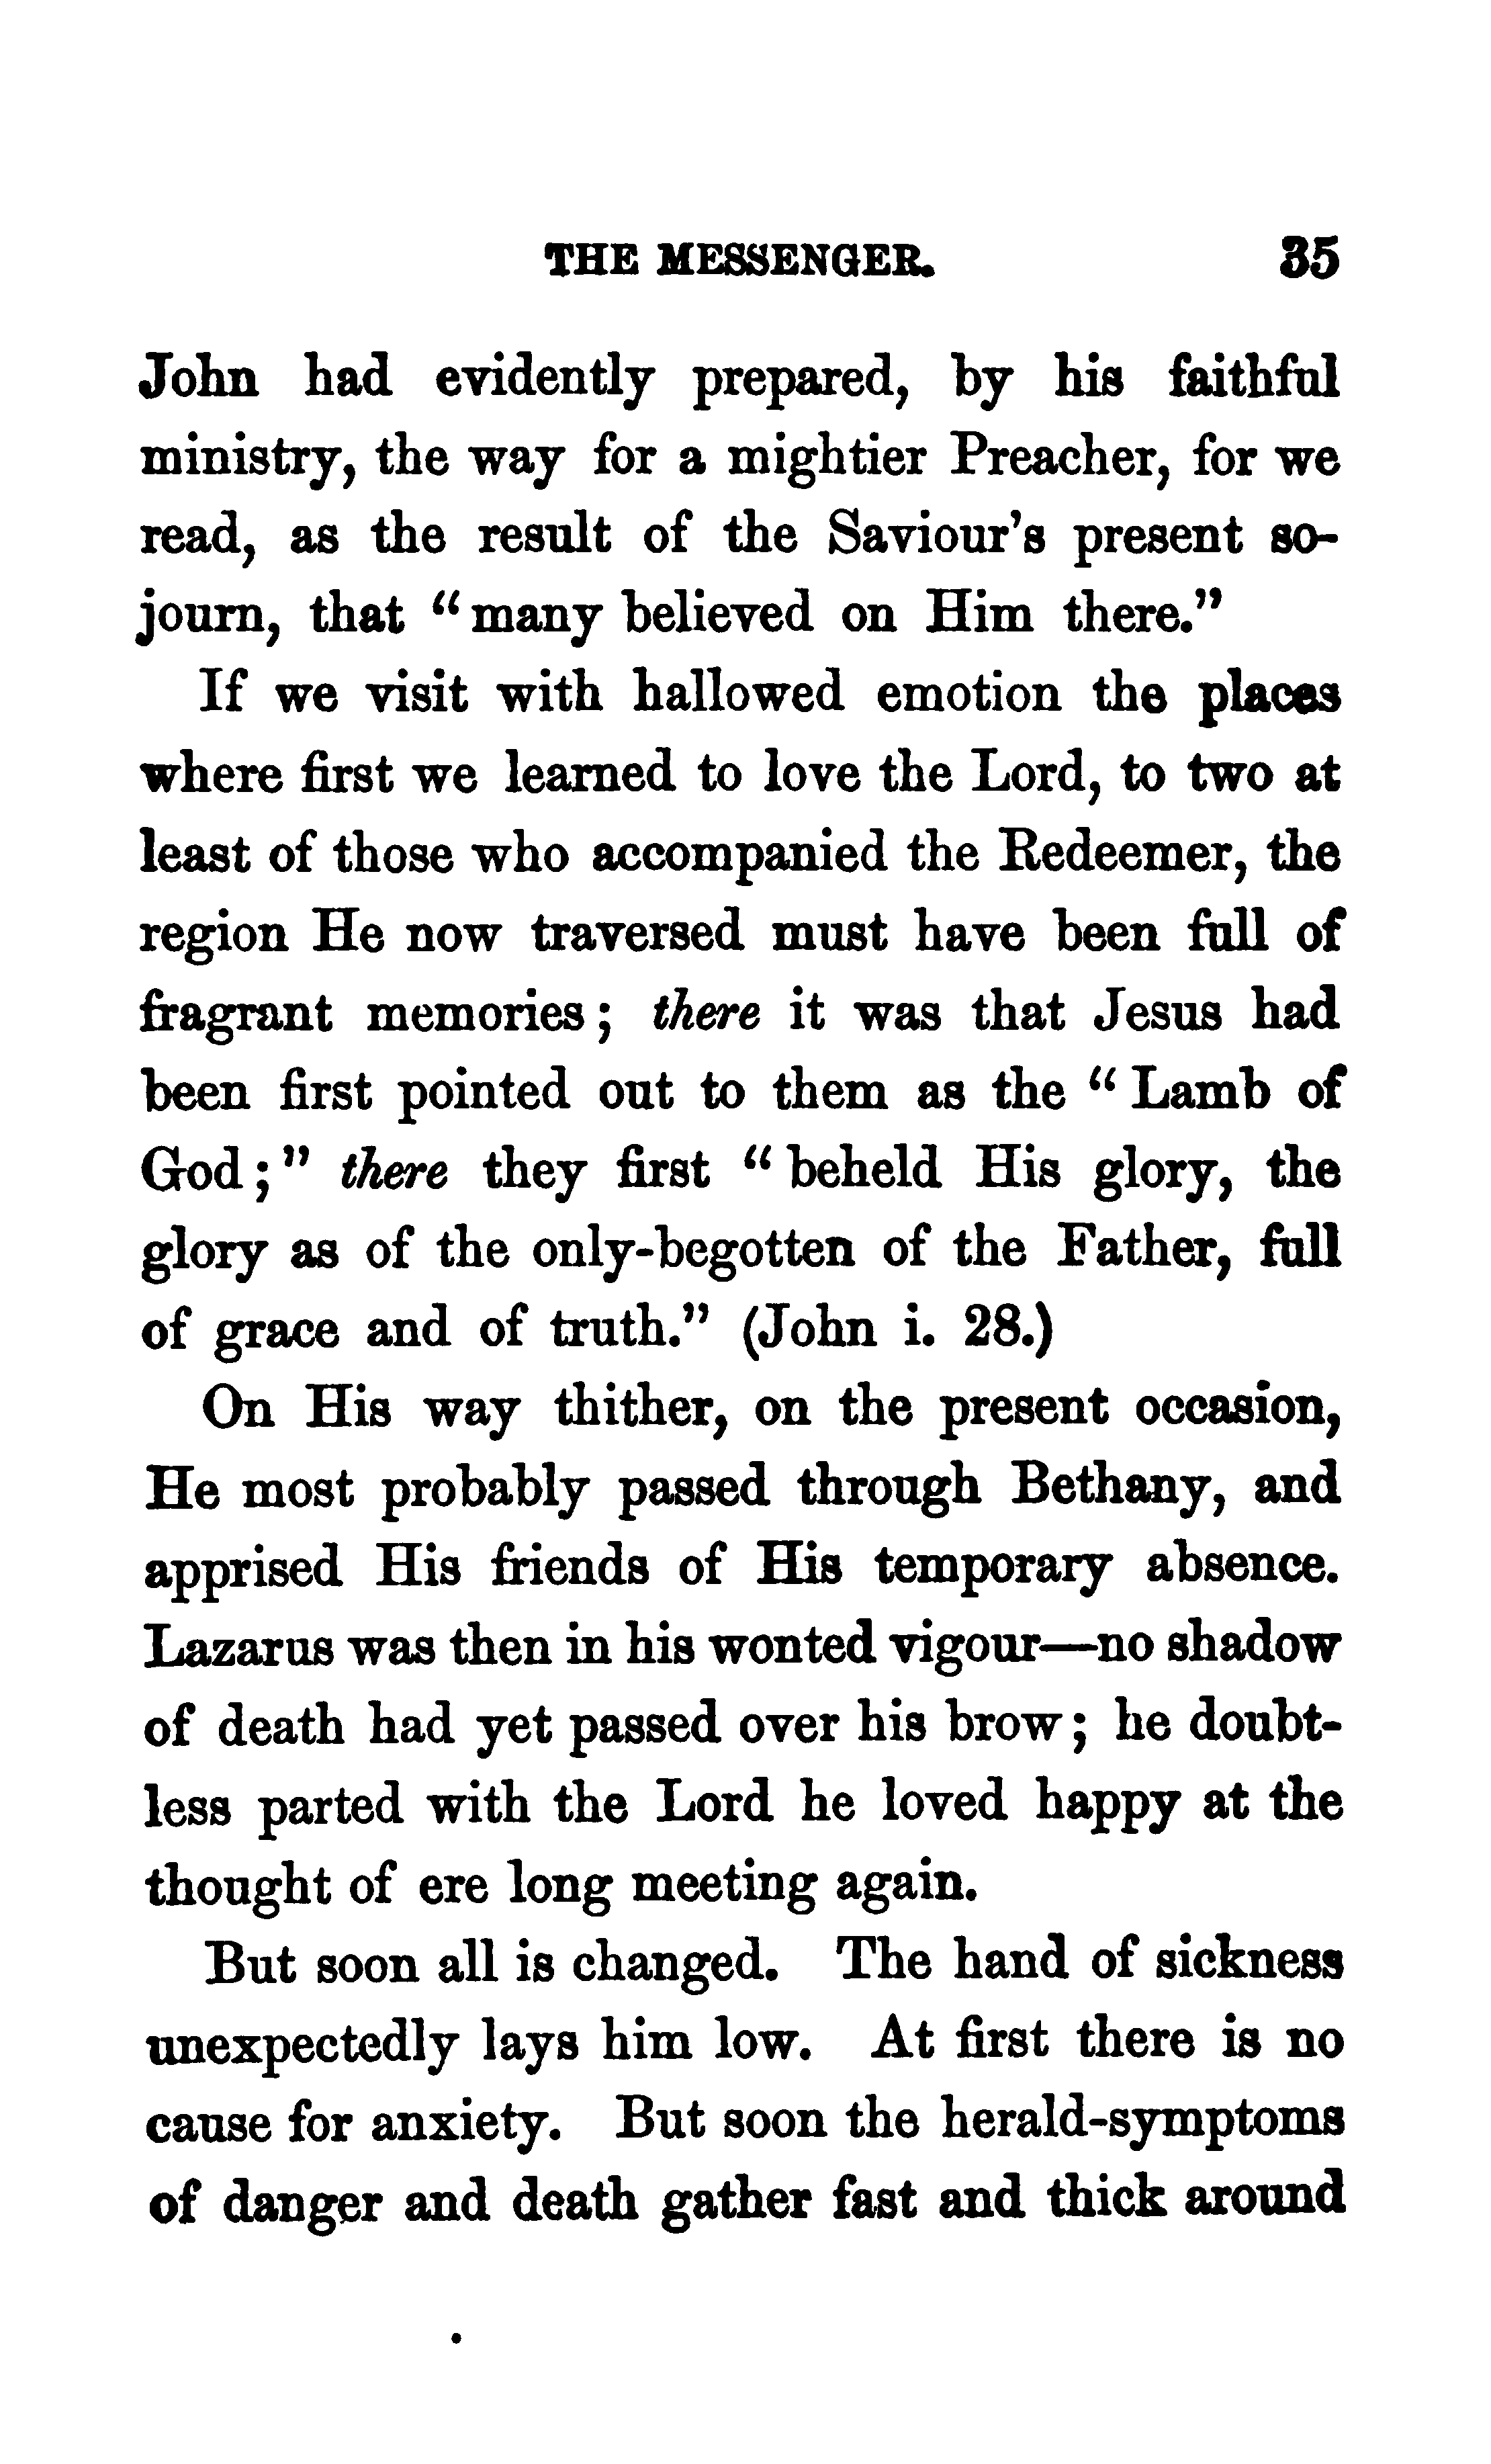 THE MESSENGER. 35
John had evidently prepared, by his faithful
ministry, the way for a mightier Preacher, for we
read, as the result of the Saviour's present so-
journ, that "many believed on Him there."
If we visit with hallowed emotion the places
where first we learned to love the Lord, to two at
least of those who accompanied the Redeemer, the
region He now traversed must have been full of
fragrant memories; there it was that Jesus had
been first pointed out to them as the "Lamb of
God;" there they first "beheld His glory, the
glory as of the only-begotten of the Father, full
of grace and of truth." (John i. 28.)
On His way thither, on the present occasion,
He most probably passed through Bethany, and
apprised His friends of His temporary absence.
Lazarus was then in his wonted vigour—no shadow
of death had yet passed over his brow; he doubt-
less parted with the Lord he loved happy at the
thought of ere long meeting again.
But soon all is changed. The hand of sickness
unexpectedly lays him low. At first there is no
cause for anxiety. But soon the herald-symptoms
of danger and death gather fast and thick around